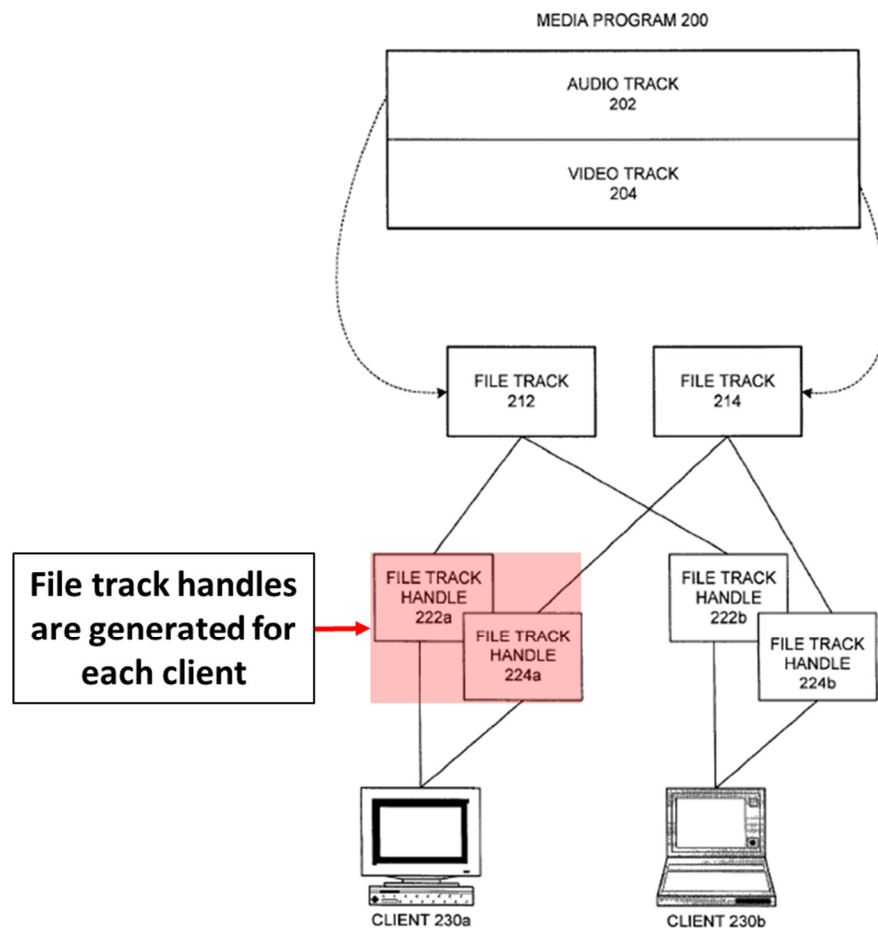 MEDIA PROGRAM 200
AUDIO TRACK
202
VIDEO TRACK
204
FILE TRACK
212
FILE TRACK
214
File track handles
are generated for
each client
FILE TRACK
HANDLE
222a
FILE TRACK
HANDLE
224a
FILE TRACK
HANDLE
222b
FILE TRACK
HANDLE
224b
CLIENT 230a
CLIENT 230b